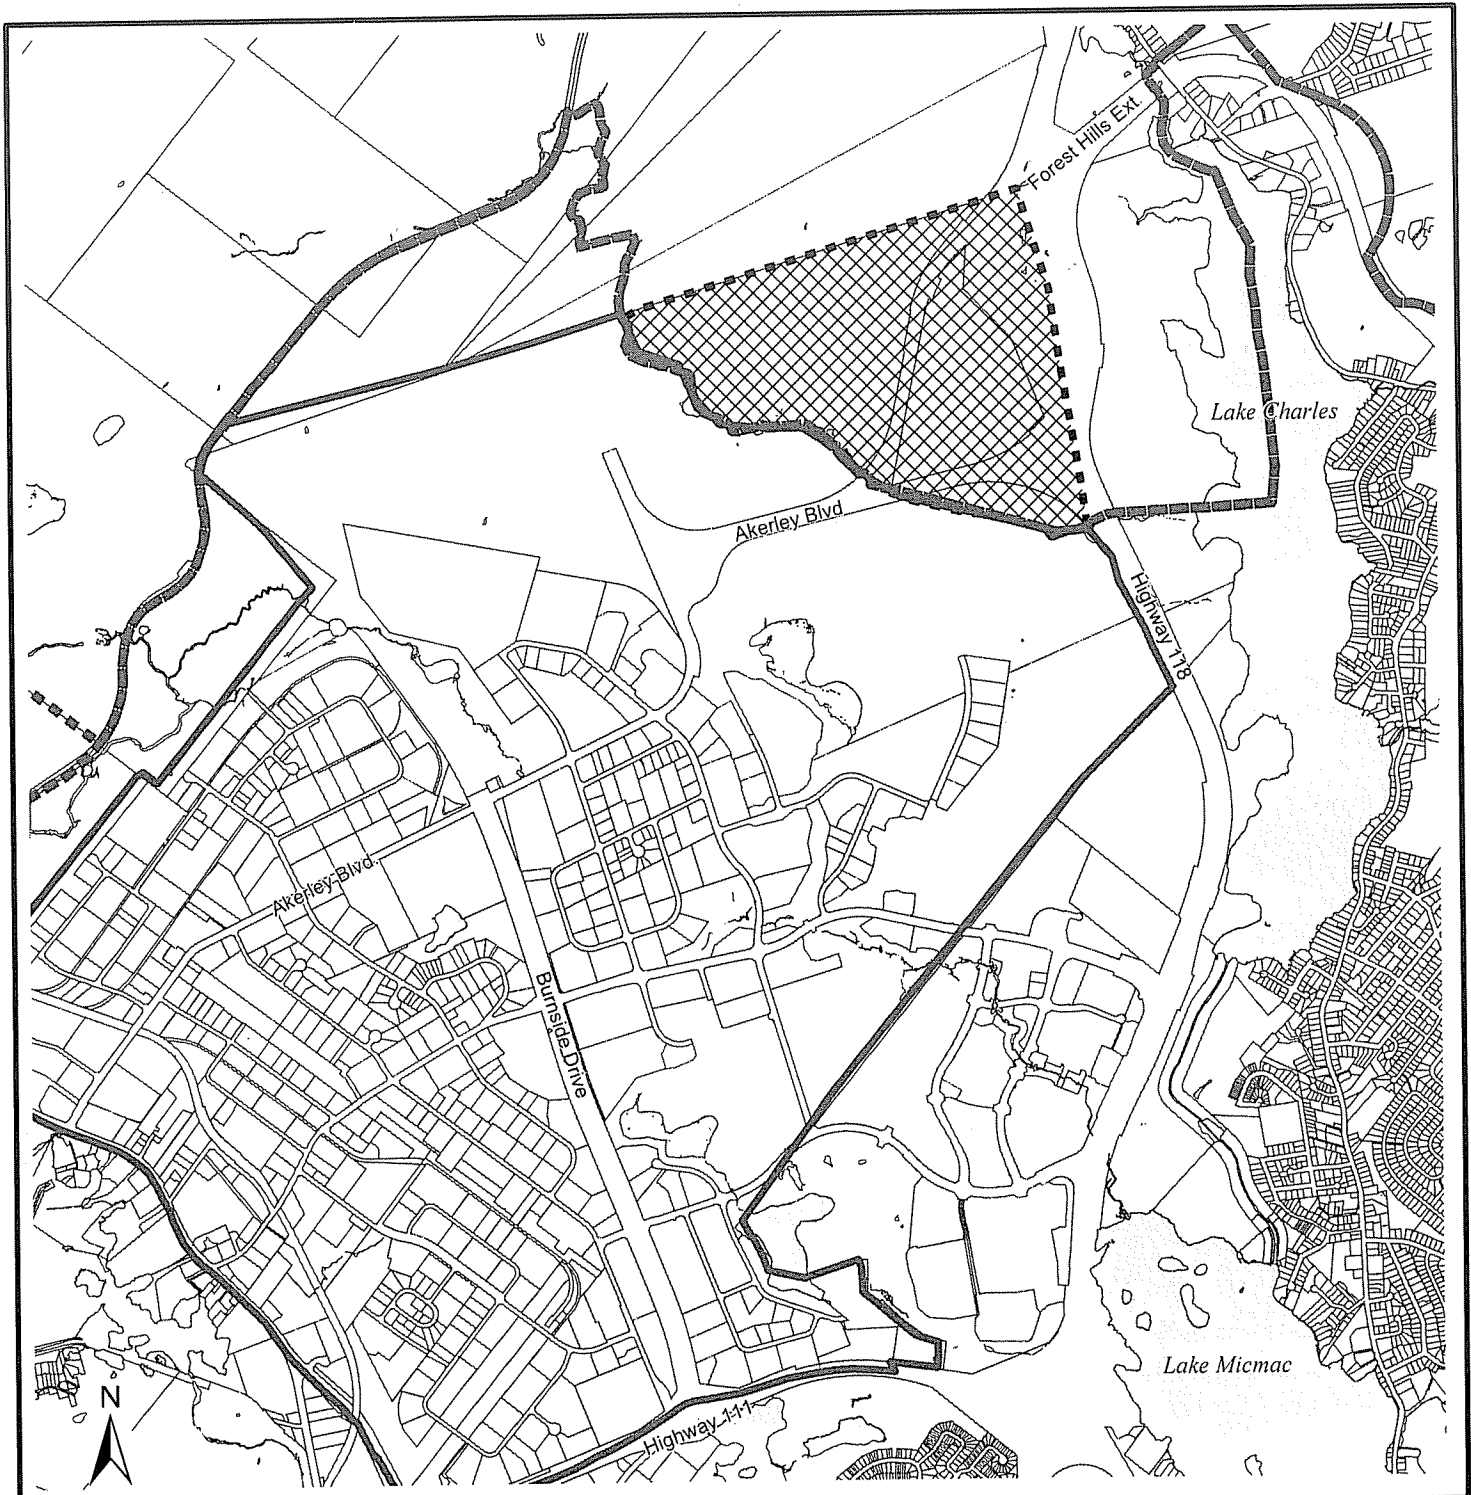 Forest Hills Ext.
Lake Charles
Akerley Blvd
Highway 118
Akerley Blvd.
Burnside Drive
Lake Micmac
N
Highway 111